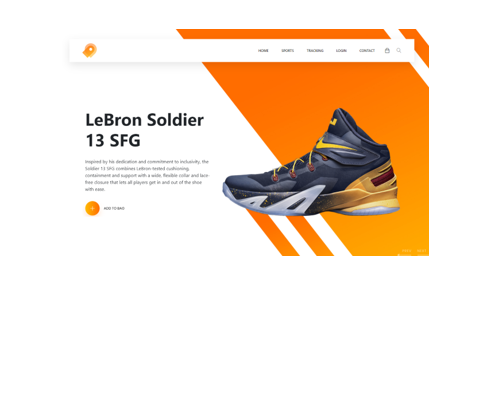 HOME SPORTS TRAINING LOGIN CONTACT
LeBron Soldier
13 SFG
Inspired by his dedication and commitment to inclusivity, the
Soldier 13 SFG combines LeBron-tested cushioning,
containment and support with a wide, flexible collar and lace-
free closure that lets all players get in and out of the shoe
with ease.
ADD TO BAG